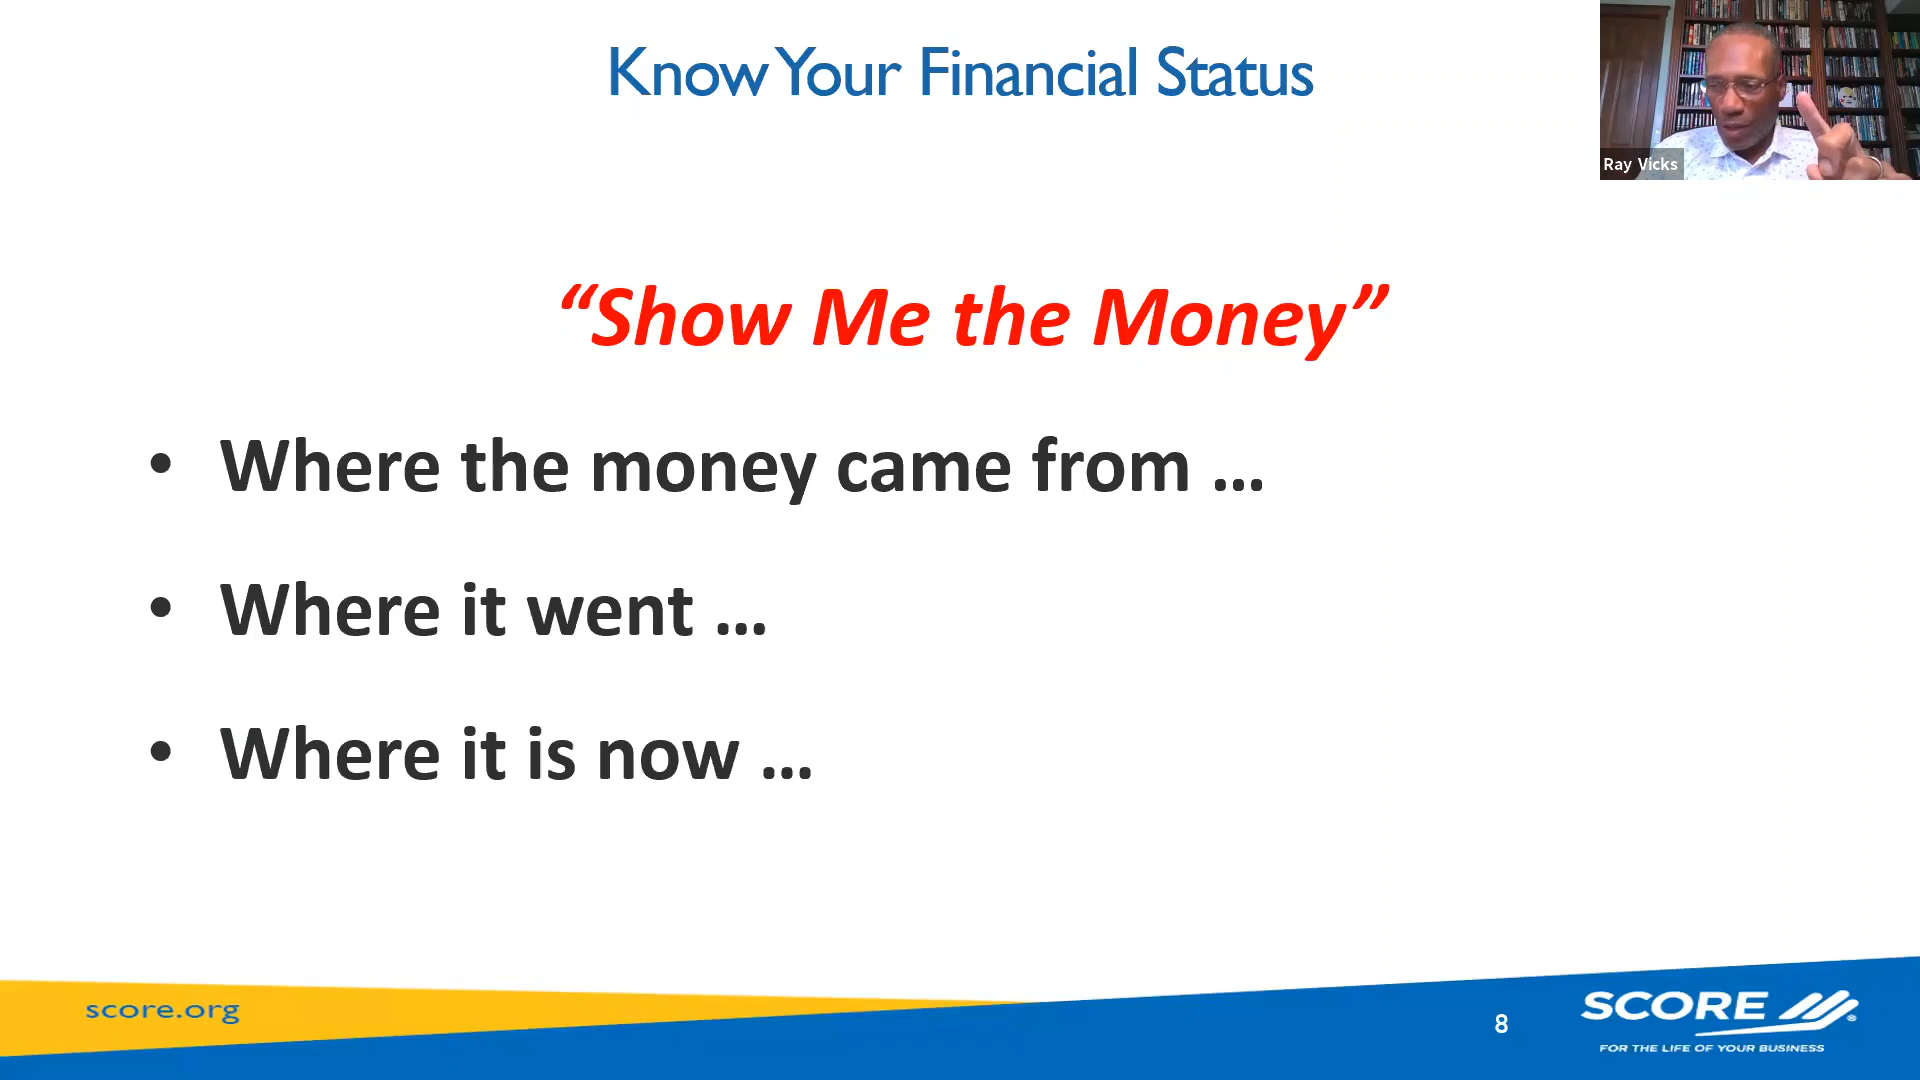 Know Your Financial Status
Ray Vicks
“Show Me the Money”
• Where the money came from ...
• Where it went ...
• Where it is now ...
score.org
8
SCORE
®
FOR THE LIFE OF YOUR BUSINESS